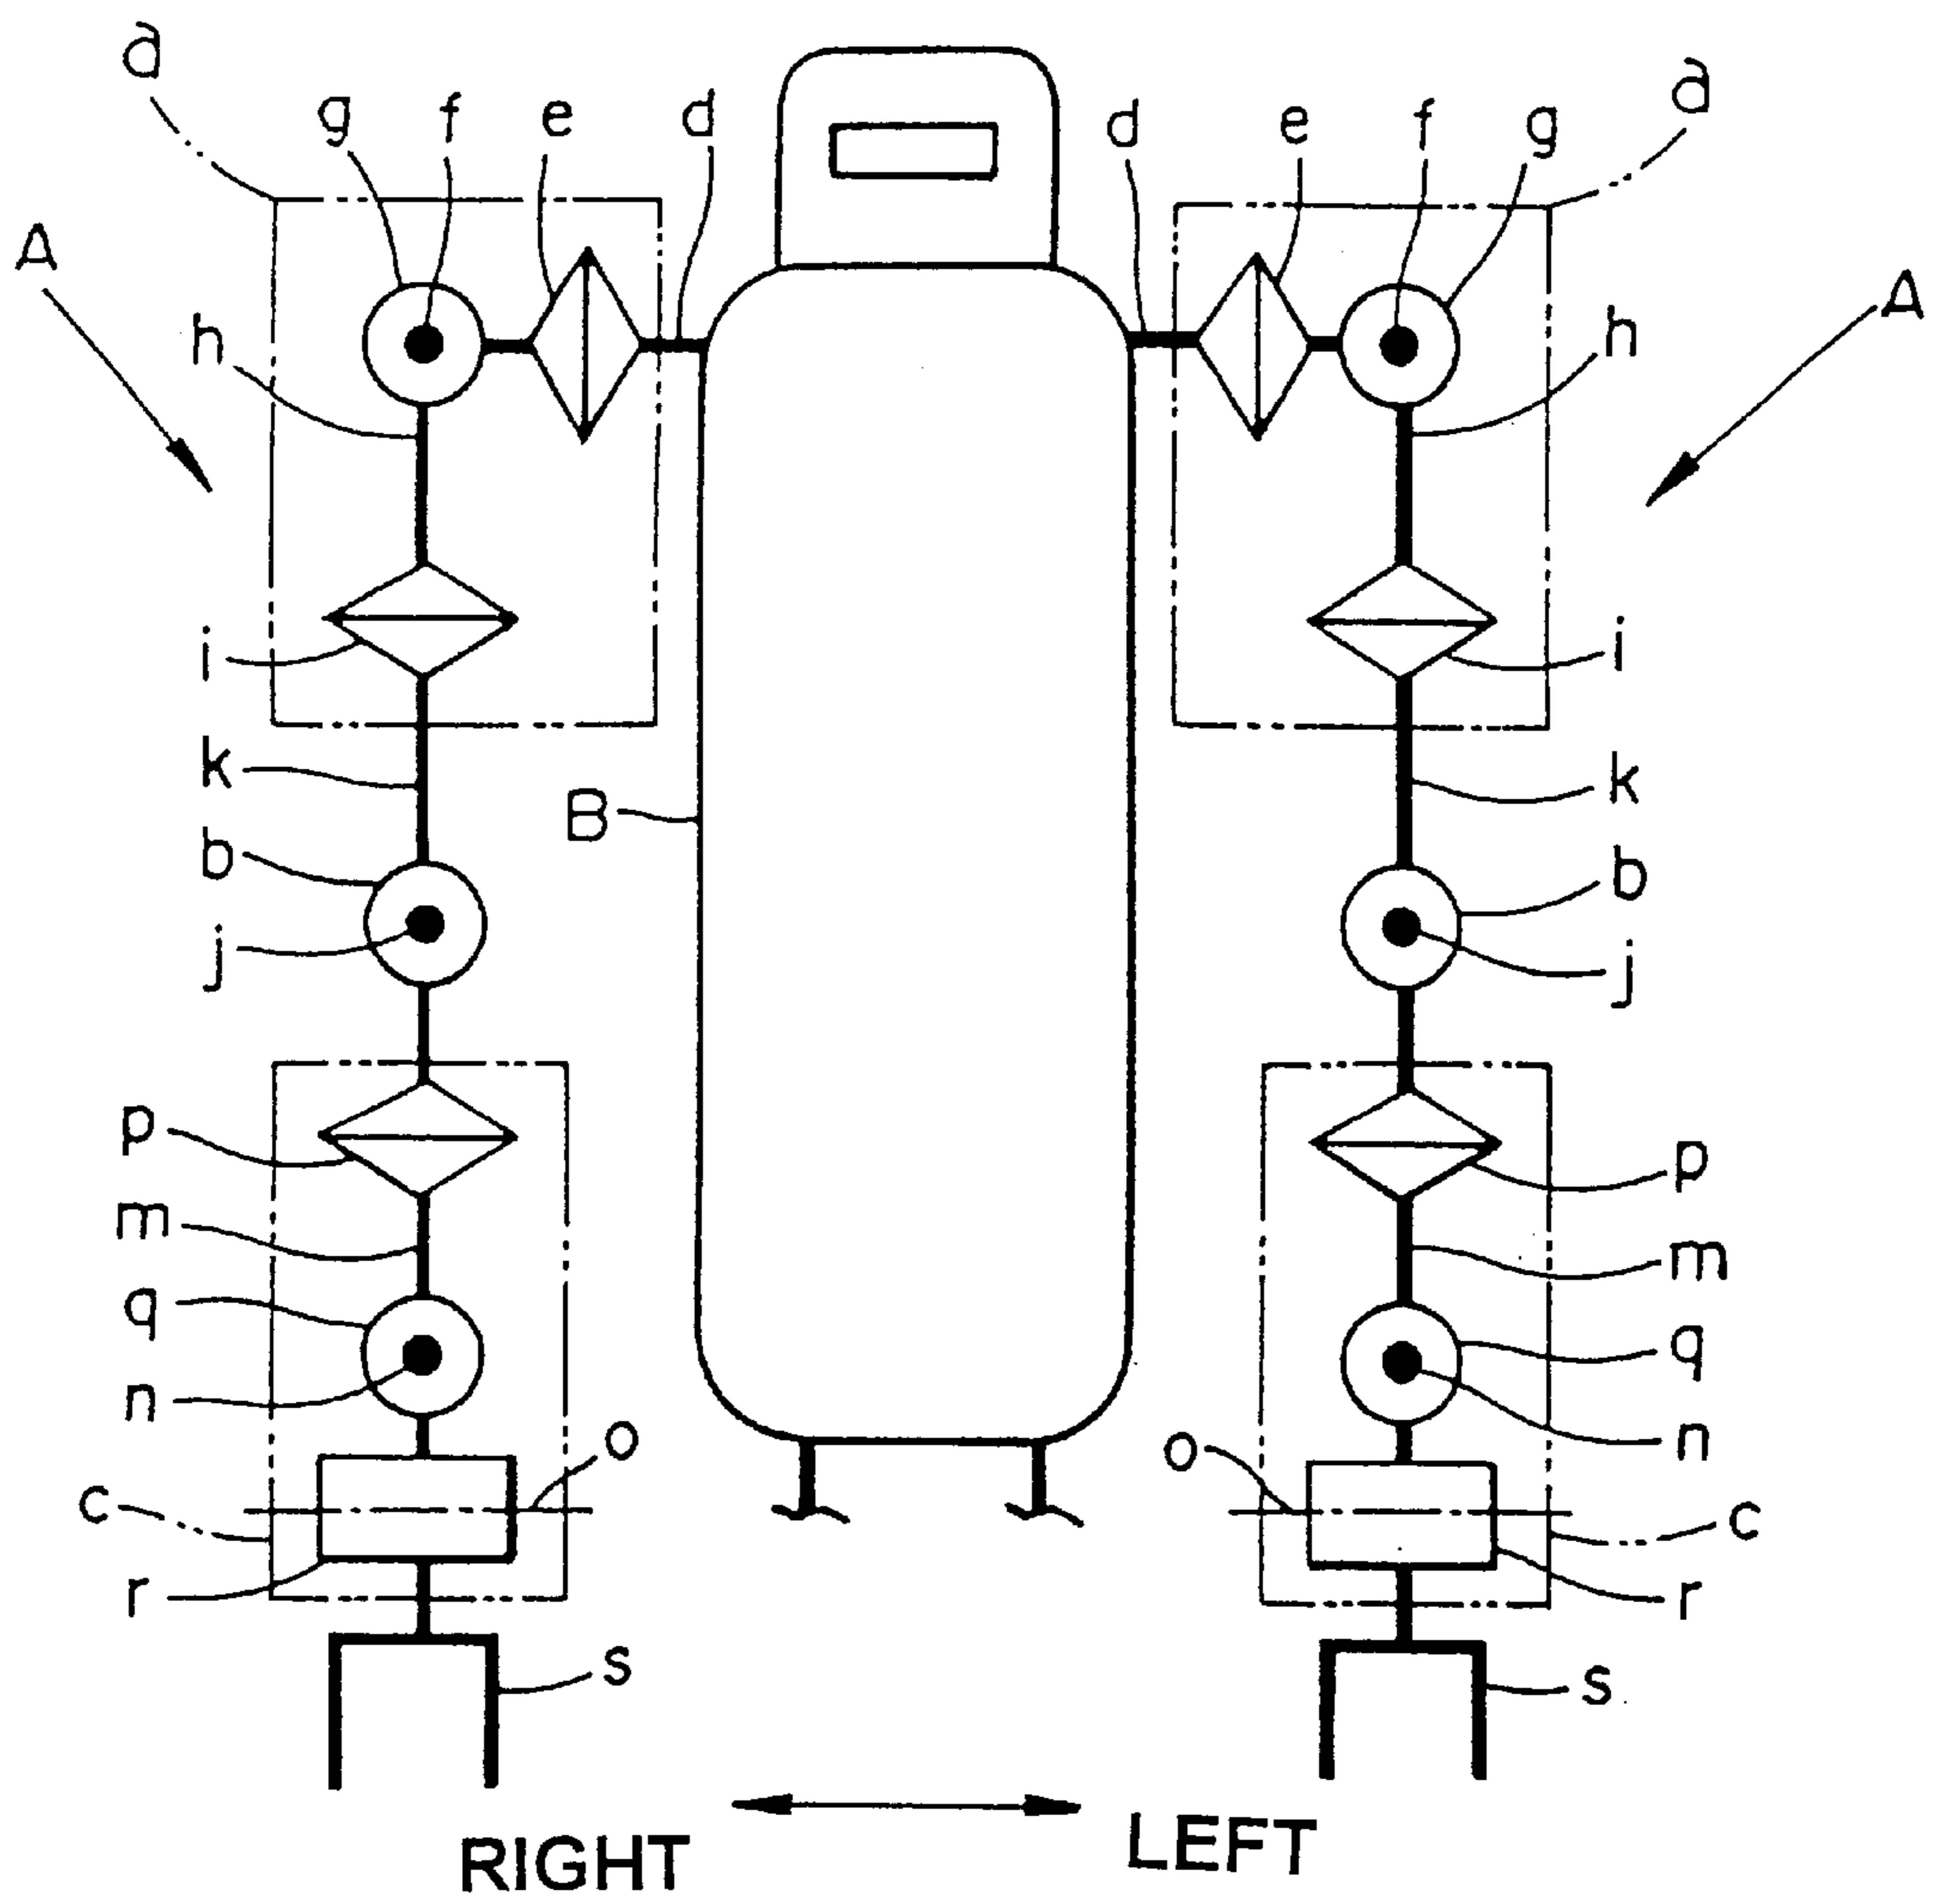 a
g f e d d e f g a
A A
h h
i i
k k
B
b b
j j
p p
m m
q q
n n
o o
c c
r r
s s
RIGHT LEFT